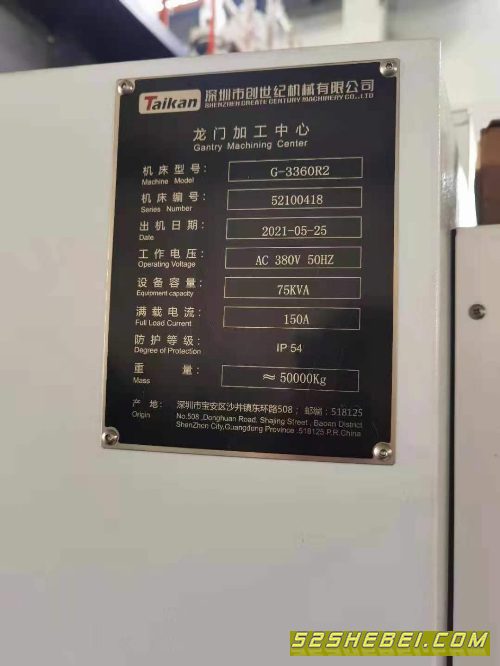 Taikan 深圳市创世纪机械有限公司
SHENZHEN CREATE CENTURY MACHINERY CO.,LTD
龙门加工中心
Gantry Machining Center
机床型号: G-3360R2
Machine Model
机床编号: 52100418
Series Number
出机日期: 2021-05-25
Date
工作电压: AC 380V 50HZ
Operating Voltage
设备容量: 75KVA
Equipment capacity
满载电流: 150A
Full Load Current
防护等级: IP 54
Degree of Protection
重 量: ≈50000Kg
Mass
产 地: 深圳市宝安区沙井镇东环路508; 邮编: 518125
Origin No.508 ,Donghuan Road, Shajing Street , Baoan District
ShenZhen City,Guangdong Province .518125 P.R.China
52SHEBEI.COM